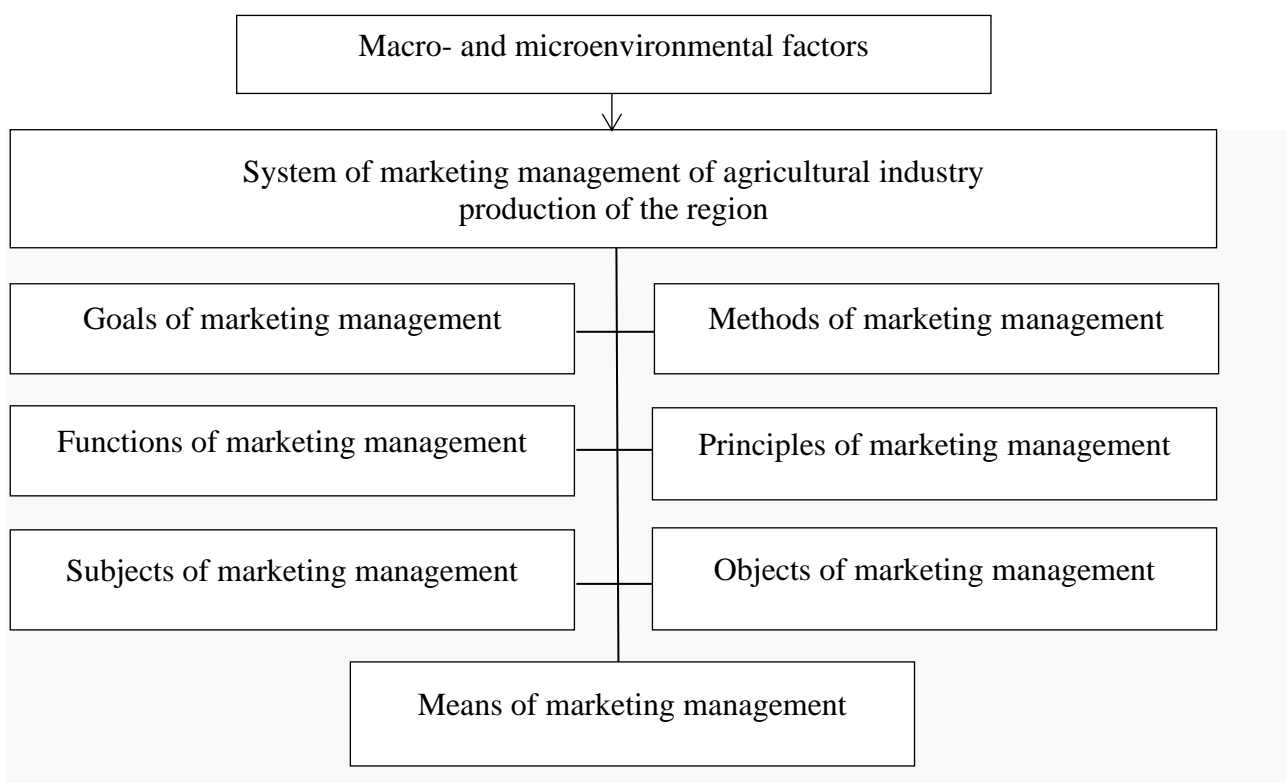 Macro- and microenvironmental factors
System of marketing management of agricultural industry
production of the region
Goals of marketing management
Methods of marketing management
Functions of marketing management
Principles of marketing management
Subjects of marketing management
Objects of marketing management
Means of marketing management